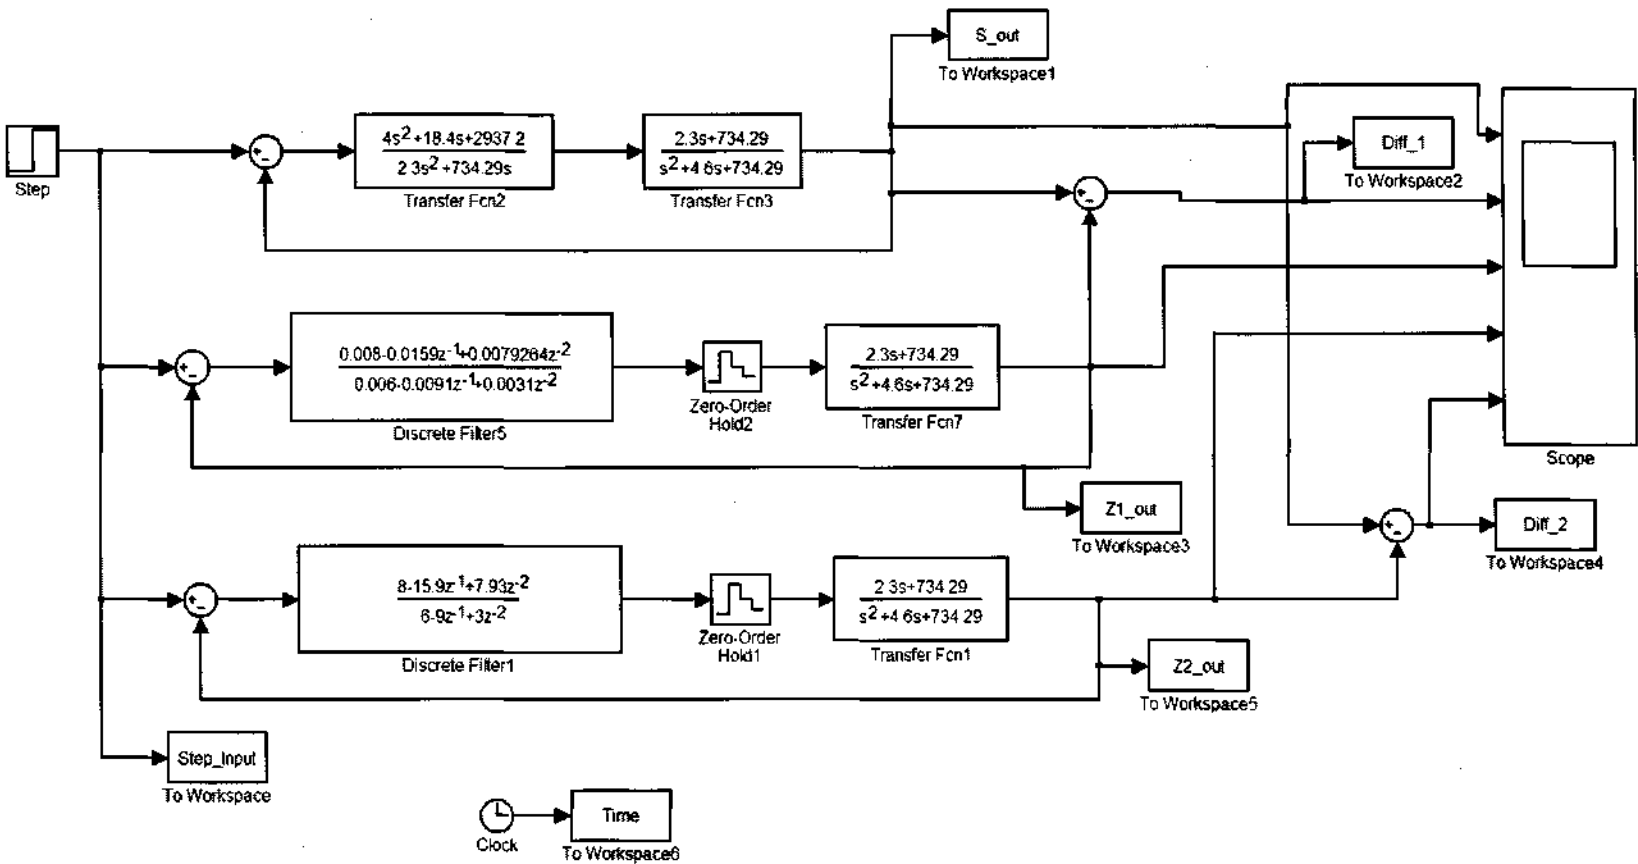 S_out
To Workspace1
Step
+
-
4s2+18.4s+2937.2
2.3s2+734.29s
Transfer Fcn2
2.3s+734.29
s2+4.6s+734.29
Transfer Fcn3
Diff_1
To Workspace2
+
-
+
-
0.008-0.0159z-1+0.0079264z-2
0.006-0.0091z-1+0.0031z-2
Discrete Filter5
Zero-Order
Hold2
2.3s+734.29
s2+4.6s+734.29
Transfer Fcn7
Scope
Z1_out
To Workspace3
+
-
Diff_2
To Workspace4
+
-
8-15.9z-1+7.93z-2
6-9z-1+3z-2
Discrete Filter1
Zero-Order
Hold1
2.3s+734.29
s2+4.6s+734.29
Transfer Fcn1
Z2_out
To Workspace5
Step_Input
To Workspace
Clock
Time
To Workspace6